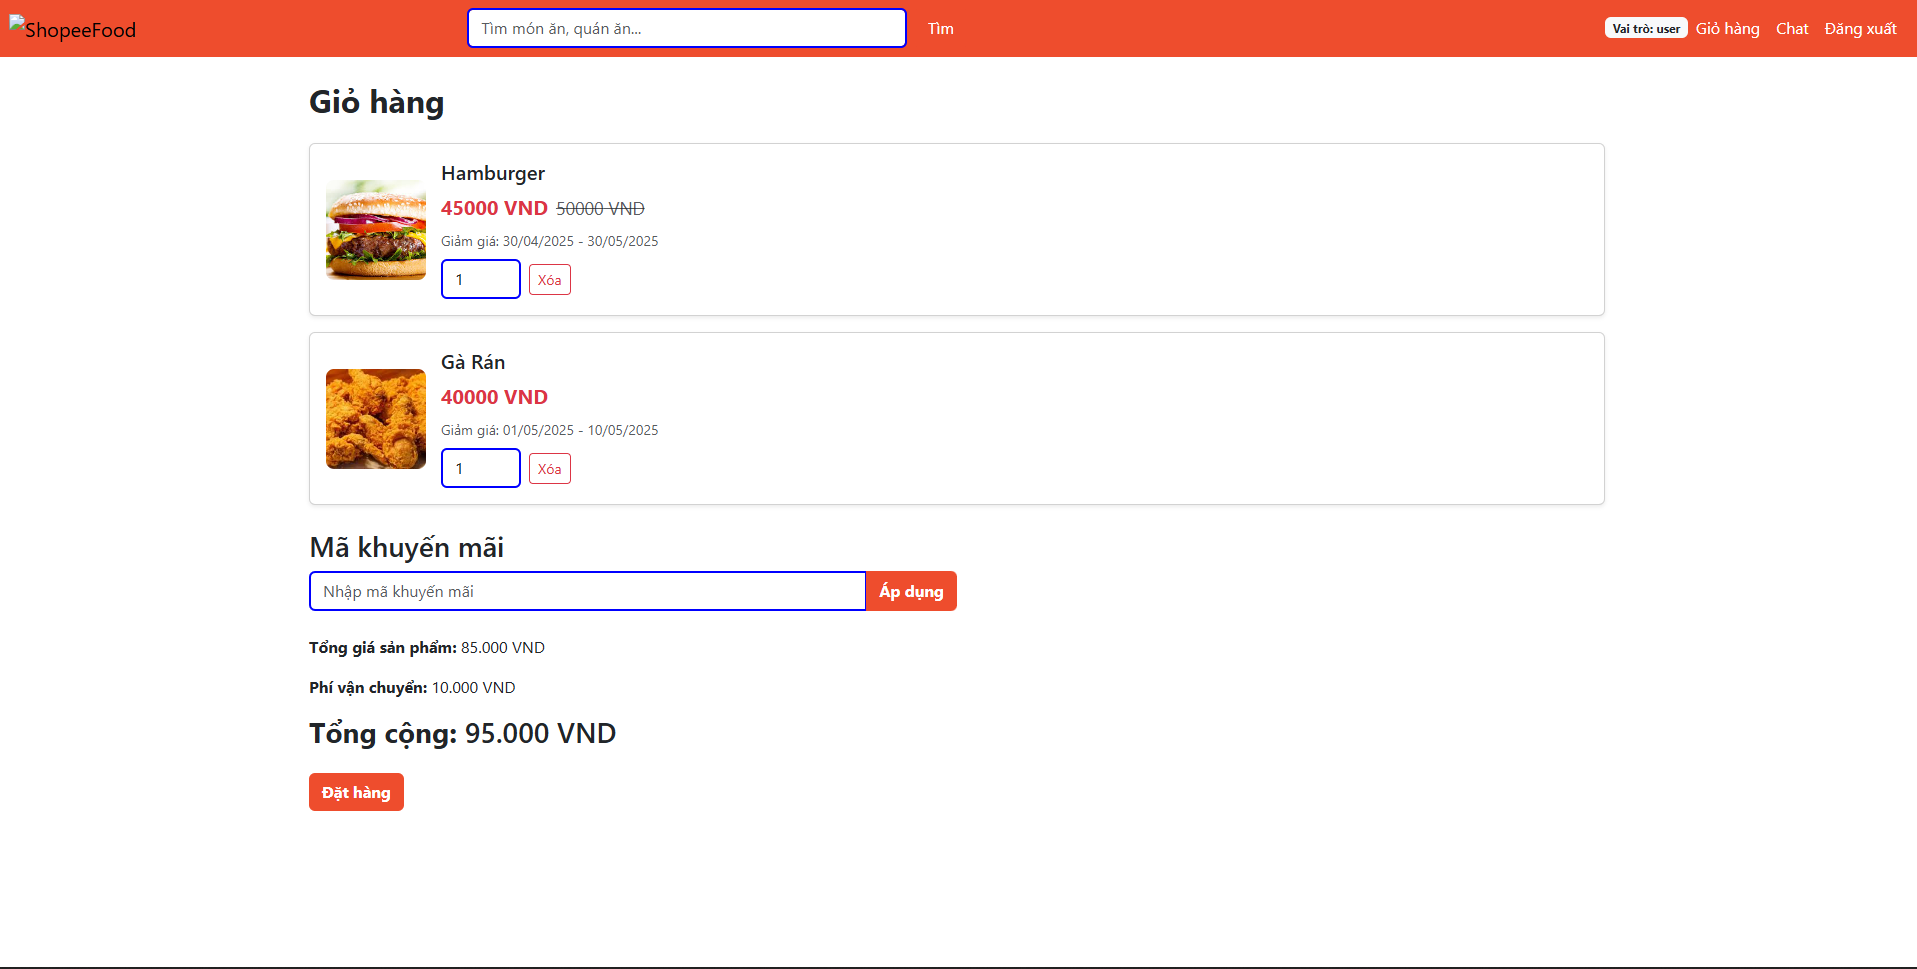 ShopeeFood
Tìm món ăn, quán ăn...
Tìm
Vai trò: user
Giỏ hàng
Chat
Đăng xuất
Giỏ hàng
Hamburger
45000 VND 50000 VND
Giảm giá: 30/04/2025 - 30/05/2025
1
Xóa
Gà Rán
40000 VND
Giảm giá: 01/05/2025 - 10/05/2025
1
Xóa
Mã khuyến mãi
Nhập mã khuyến mãi
Áp dụng
Tổng giá sản phẩm: 85.000 VND
Phí vận chuyển: 10.000 VND
Tổng cộng: 95.000 VND
Đặt hàng